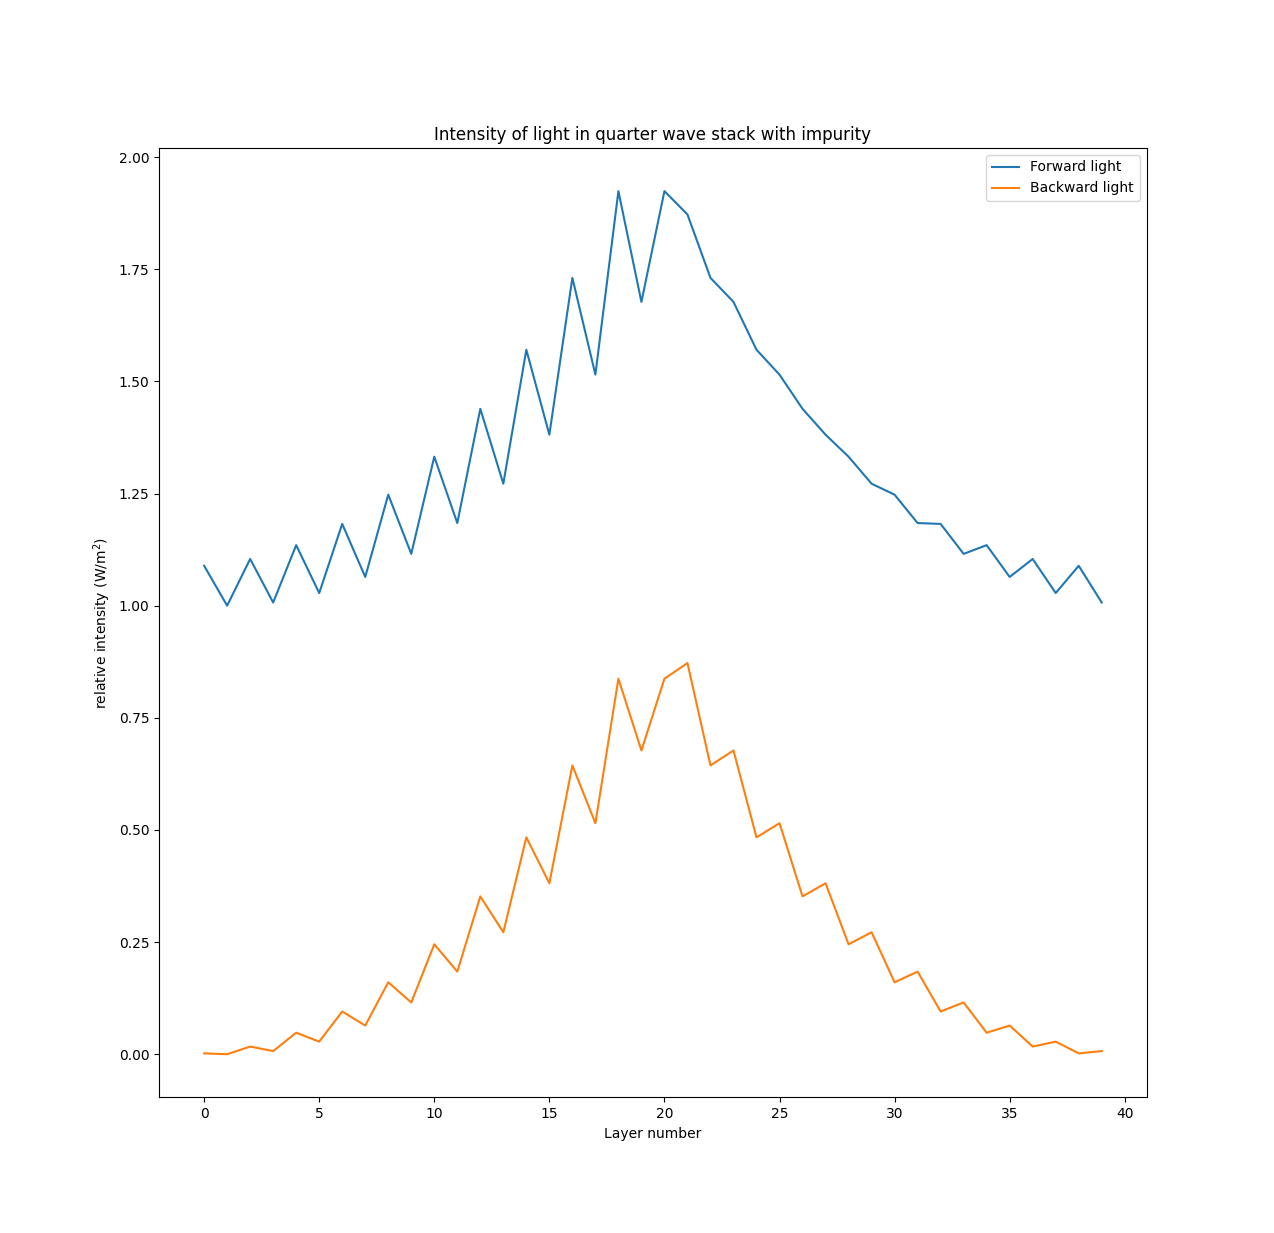 Intensity of light in quarter wave stack with impurity
Forward light
Backward light
2.00
1.75
1.50
1.25
1.00
0.75
0.50
0.25
0.00
relative intensity (W/m²)
0 5 10 15 20 25 30 35 40
Layer number